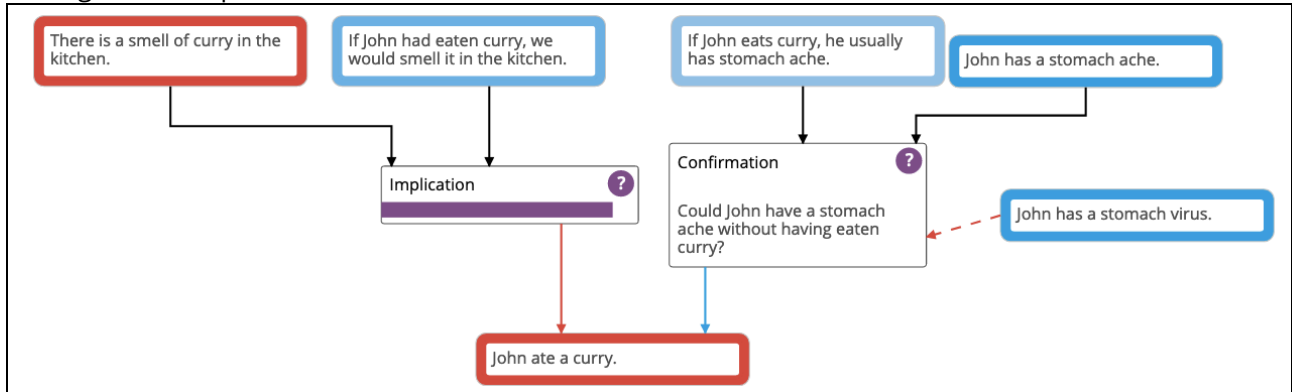 There is a smell of curry in the
kitchen.
If John had eaten curry, we
would smell it in the kitchen.
If John eats curry, he usually
has stomach ache.
John has a stomach ache.
Implication
?
Confirmation
?
Could John have a stomach
ache without having eaten
curry?
John has a stomach virus.
John ate a curry.